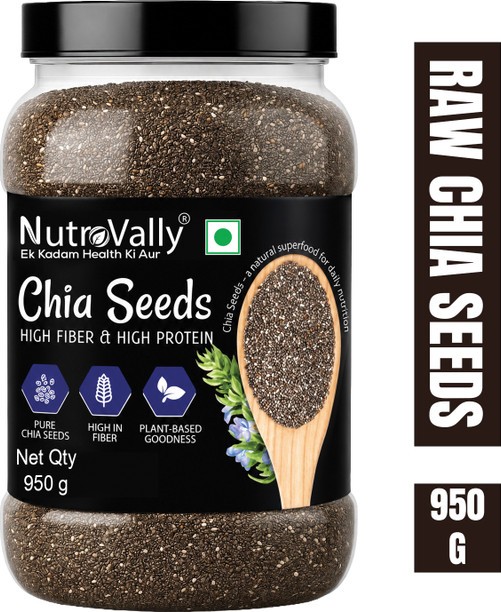 NutroVally®
Ek Kadam Health Ki Aur
Chia Seeds
HIGH FIBER & HIGH PROTEIN
Chia Seeds - a natural superfood for daily nutrition
PURE
CHIA SEEDS
HIGH IN
FIBER
PLANT-BASED
GOODNESS
Net Qty
950 g
RAW CHIA SEEDS
950
G